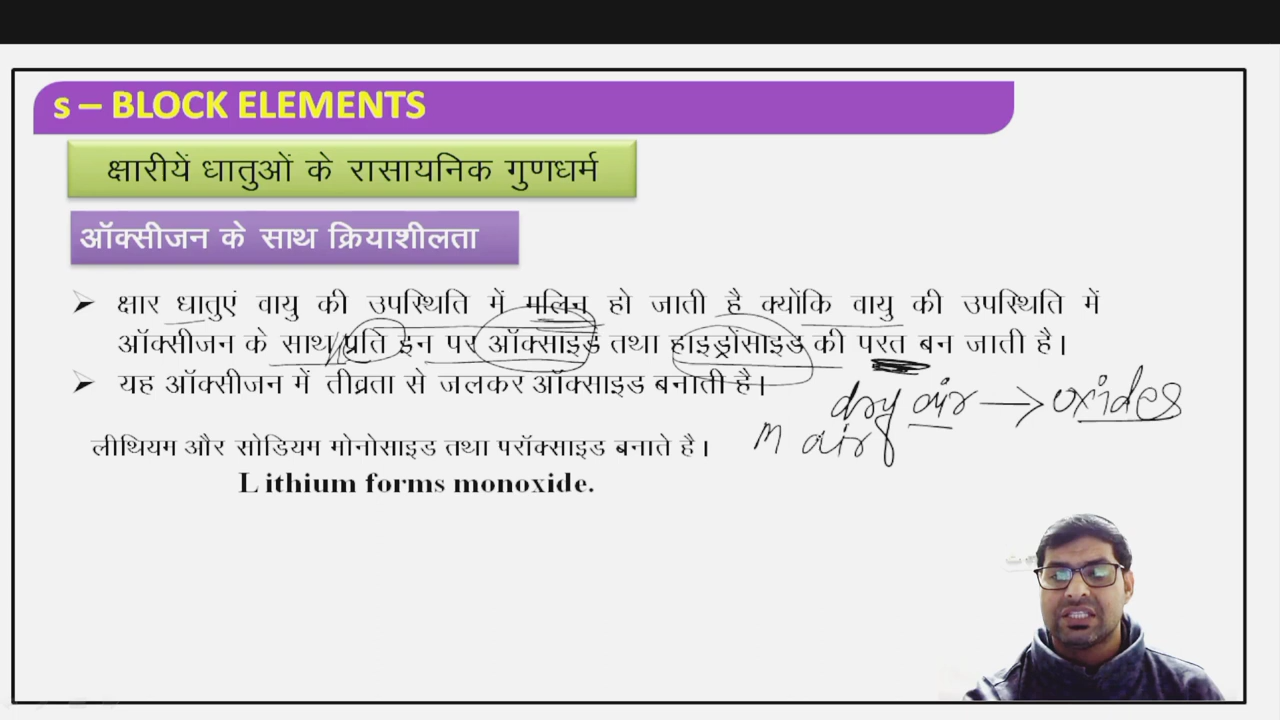 s – BLOCK ELEMENTS
क्षारीयें धातुओं के रासायनिक गुणधर्म
ऑक्सीजन के साथ क्रियाशीलता
➢ क्षार धातुएं वायु की उपस्थिति में मलिन हो जाती है क्योंकि वायु की उपस्थिति में
ऑक्सीजन के साथ प्रति इन पर ऑक्साइड तथा हाइड्रोंसाइड की परत बन जाती है।
➢ यह ऑक्सीजन में तीव्रता से जलकर ऑक्साइड बनाती है।
dry air → oxides
m air
लीथियम और सोडियम मोनोसाइड तथा परॉक्साइड बनाते है।
L ithium forms monoxide.